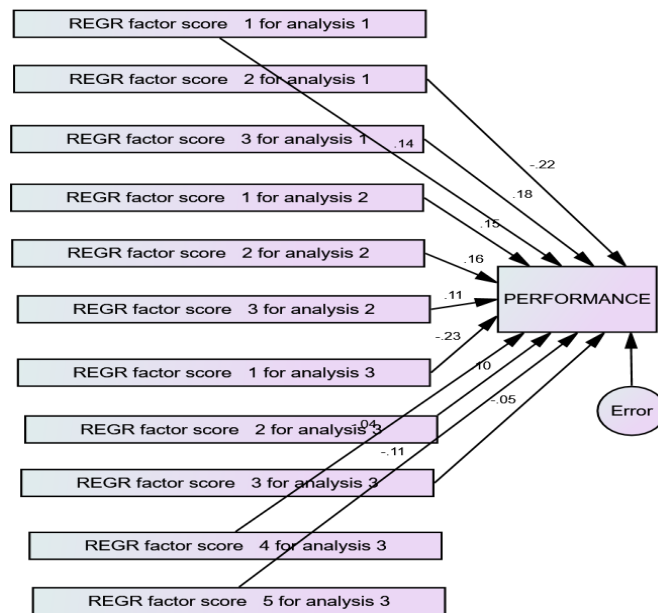 REGR factor score 1 for analysis 1
REGR factor score 2 for analysis 1
REGR factor score 3 for analysis 1
.14
-.22
.18
REGR factor score 1 for analysis 2
.15
REGR factor score 2 for analysis 2
.16
PERFORMANCE
REGR factor score 3 for analysis 2
.11
-.23
REGR factor score 1 for analysis 3
.10
-.05
Error
REGR factor score 2 for analysis 3
-.04
-.11
REGR factor score 3 for analysis 3
REGR factor score 4 for analysis 3
REGR factor score 5 for analysis 3